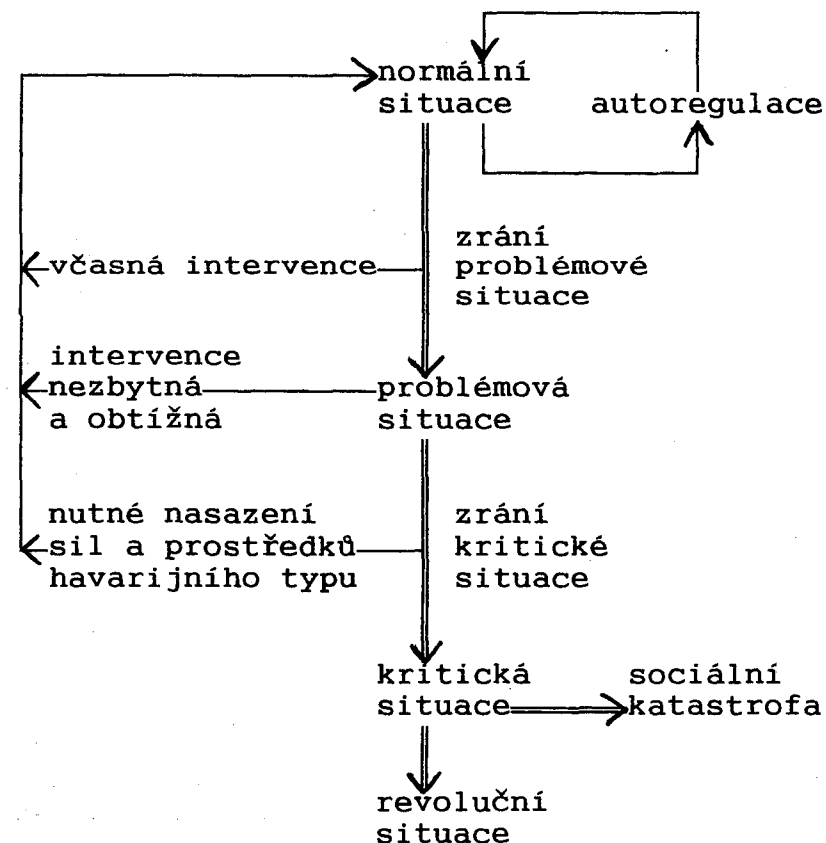 normální
situace
autoregulace
zrání
problémové
situace
včasná intervence
intervence
nezbytná
a obtížná
problémová
situace
nutné nasazení
sil a prostředků
havarijního typu
zrání
kritické
situace
kritická
situace
sociální
katastrofa
revoluční
situace